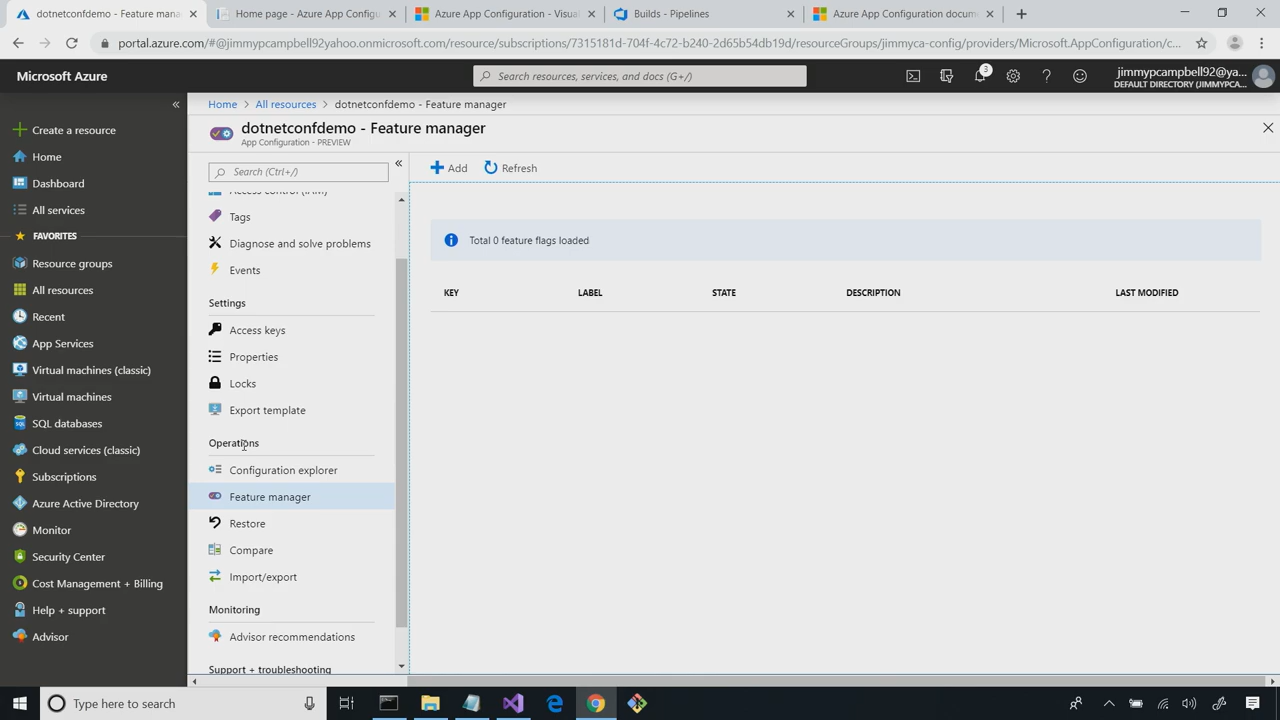 dotnetconfdemo - Feature manager
Home page - Azure App Configu
Azure App Configuration - Visual
Builds - Pipelines
Azure App Configuration docume
portal.azure.com/#@jimmypcampbell92yahoo.onmicrosoft.com/resource/subscriptions/7315181d-704f-4c72-b240-2d65b54db19d/resourceGroups/jimmyca-config/providers/Microsoft.AppConfiguration/c...
Microsoft Azure
Search resources, services, and docs (G+/)
3
jimmypcampbell92@ya...
DEFAULT DIRECTORY (JIMMYPCA...
Create a resource
Home
Dashboard
All services
FAVORITES
Resource groups
All resources
Recent
App Services
Virtual machines (classic)
Virtual machines
SQL databases
Cloud services (classic)
Subscriptions
Azure Active Directory
Monitor
Security Center
Cost Management + Billing
Help + support
Advisor
Home > All resources > dotnetconfdemo - Feature manager
dotnetconfdemo - Feature manager
App Configuration - PREVIEW
Search (Ctrl+/)
Access control (IAM)
Tags
Diagnose and solve problems
Events
Settings
Access keys
Properties
Locks
Export template
Operations
Configuration explorer
Feature manager
Restore
Compare
Import/export
Monitoring
Advisor recommendations
Support + troubleshooting
Add
Refresh
Total 0 feature flags loaded
KEY LABEL STATE DESCRIPTION LAST MODIFIED
Type here to search